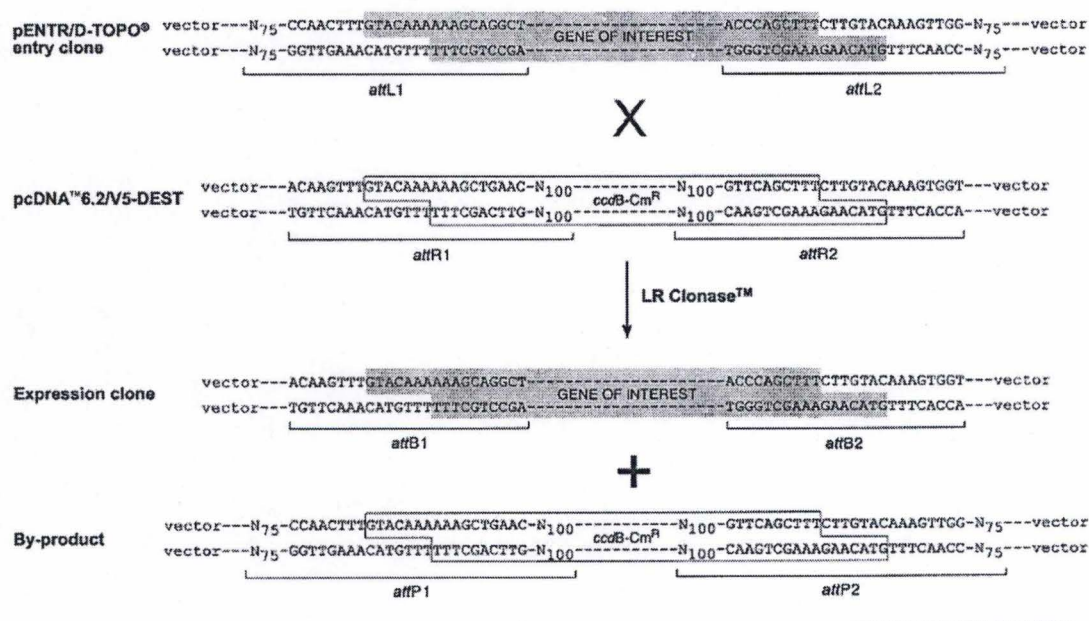 pENTR/D-TOPO® entry clone
vector---N75-CCAACTTTGTACAAAAAAGCAGGCT---------------------ACCCAGCTTTCTTGTACAAAGTTGG-N75---vector
GENE OF INTEREST
vector---N75-GGTTGAAACATGTTTTTTCGTCCGA---------------------TGGGTCGAAAGAACATGTTTCAACC-N75---vector
attL1 attL2
X
pcDNA™6.2/V5-DEST
vector---ACAAGTTTGTACAAAAAAGCTGAAC-N100-----------N100-GTTCAGCTTTCTTGTACAAAGTGGT---vector
ccdB-CmR
vector---TGTTCAAACATGTTTTTTCGACTTG-N100-----------N100-CAAGTCGAAAGAACATGTTTCACCA---vector
attR1 attR2
LR Clonase™
Expression clone
vector---ACAAGTTTGTACAAAAAAGCAGGCT---------------------ACCCAGCTTTCTTGTACAAAGTGGT---vector
GENE OF INTEREST
vector---TGTTCAAACATGTTTTTTCGTCCGA---------------------TGGGTCGAAAGAACATGTTTCACCA---vector
attB1 attB2
+
By-product
vector---N75-CCAACTTTGTACAAAAAAGCTGAAC-N100-----------N100-GTTCAGCTTTCTTGTACAAAGTTGG-N75---vector
ccdB-CmR
vector---N75-GGTTGAAACATGTTTTTTCGACTTG-N100-----------N100-CAAGTCGAAAGAACATGTTTCAACC-N75---vector
attP1 attP2